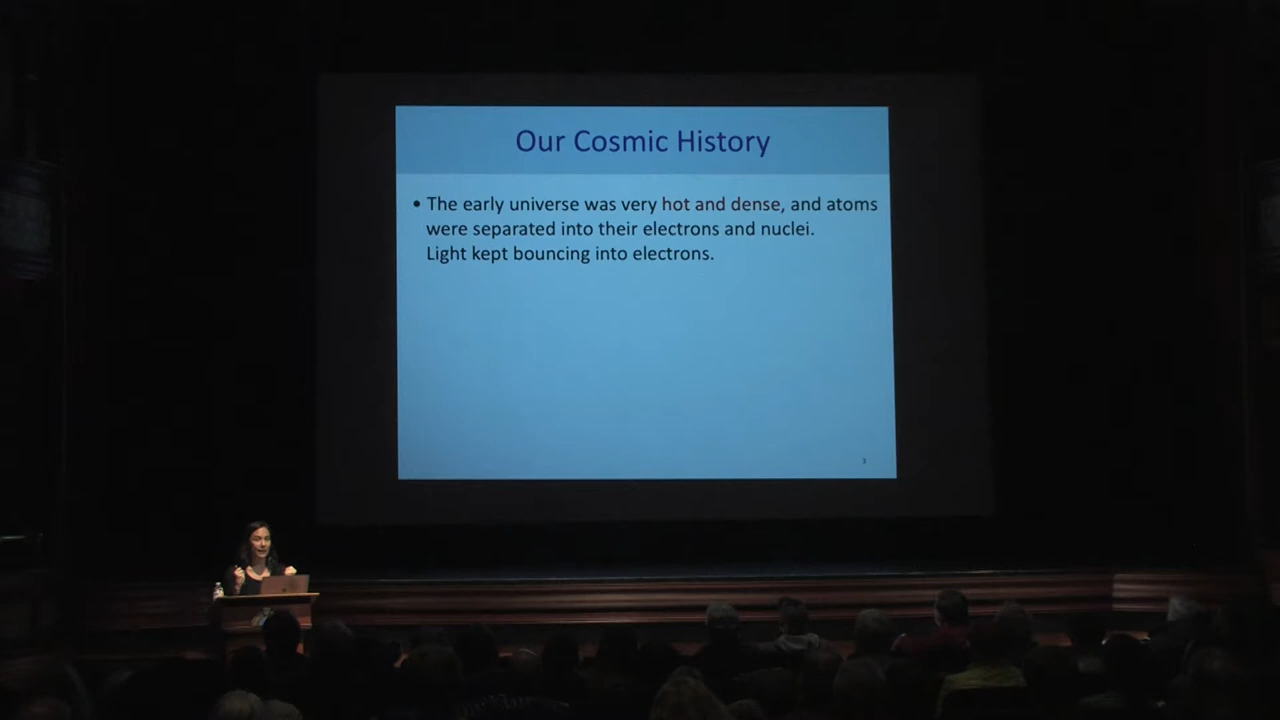 Our Cosmic History
• The early universe was very hot and dense, and atoms
were separated into their electrons and nuclei.
Light kept bouncing into electrons.
3